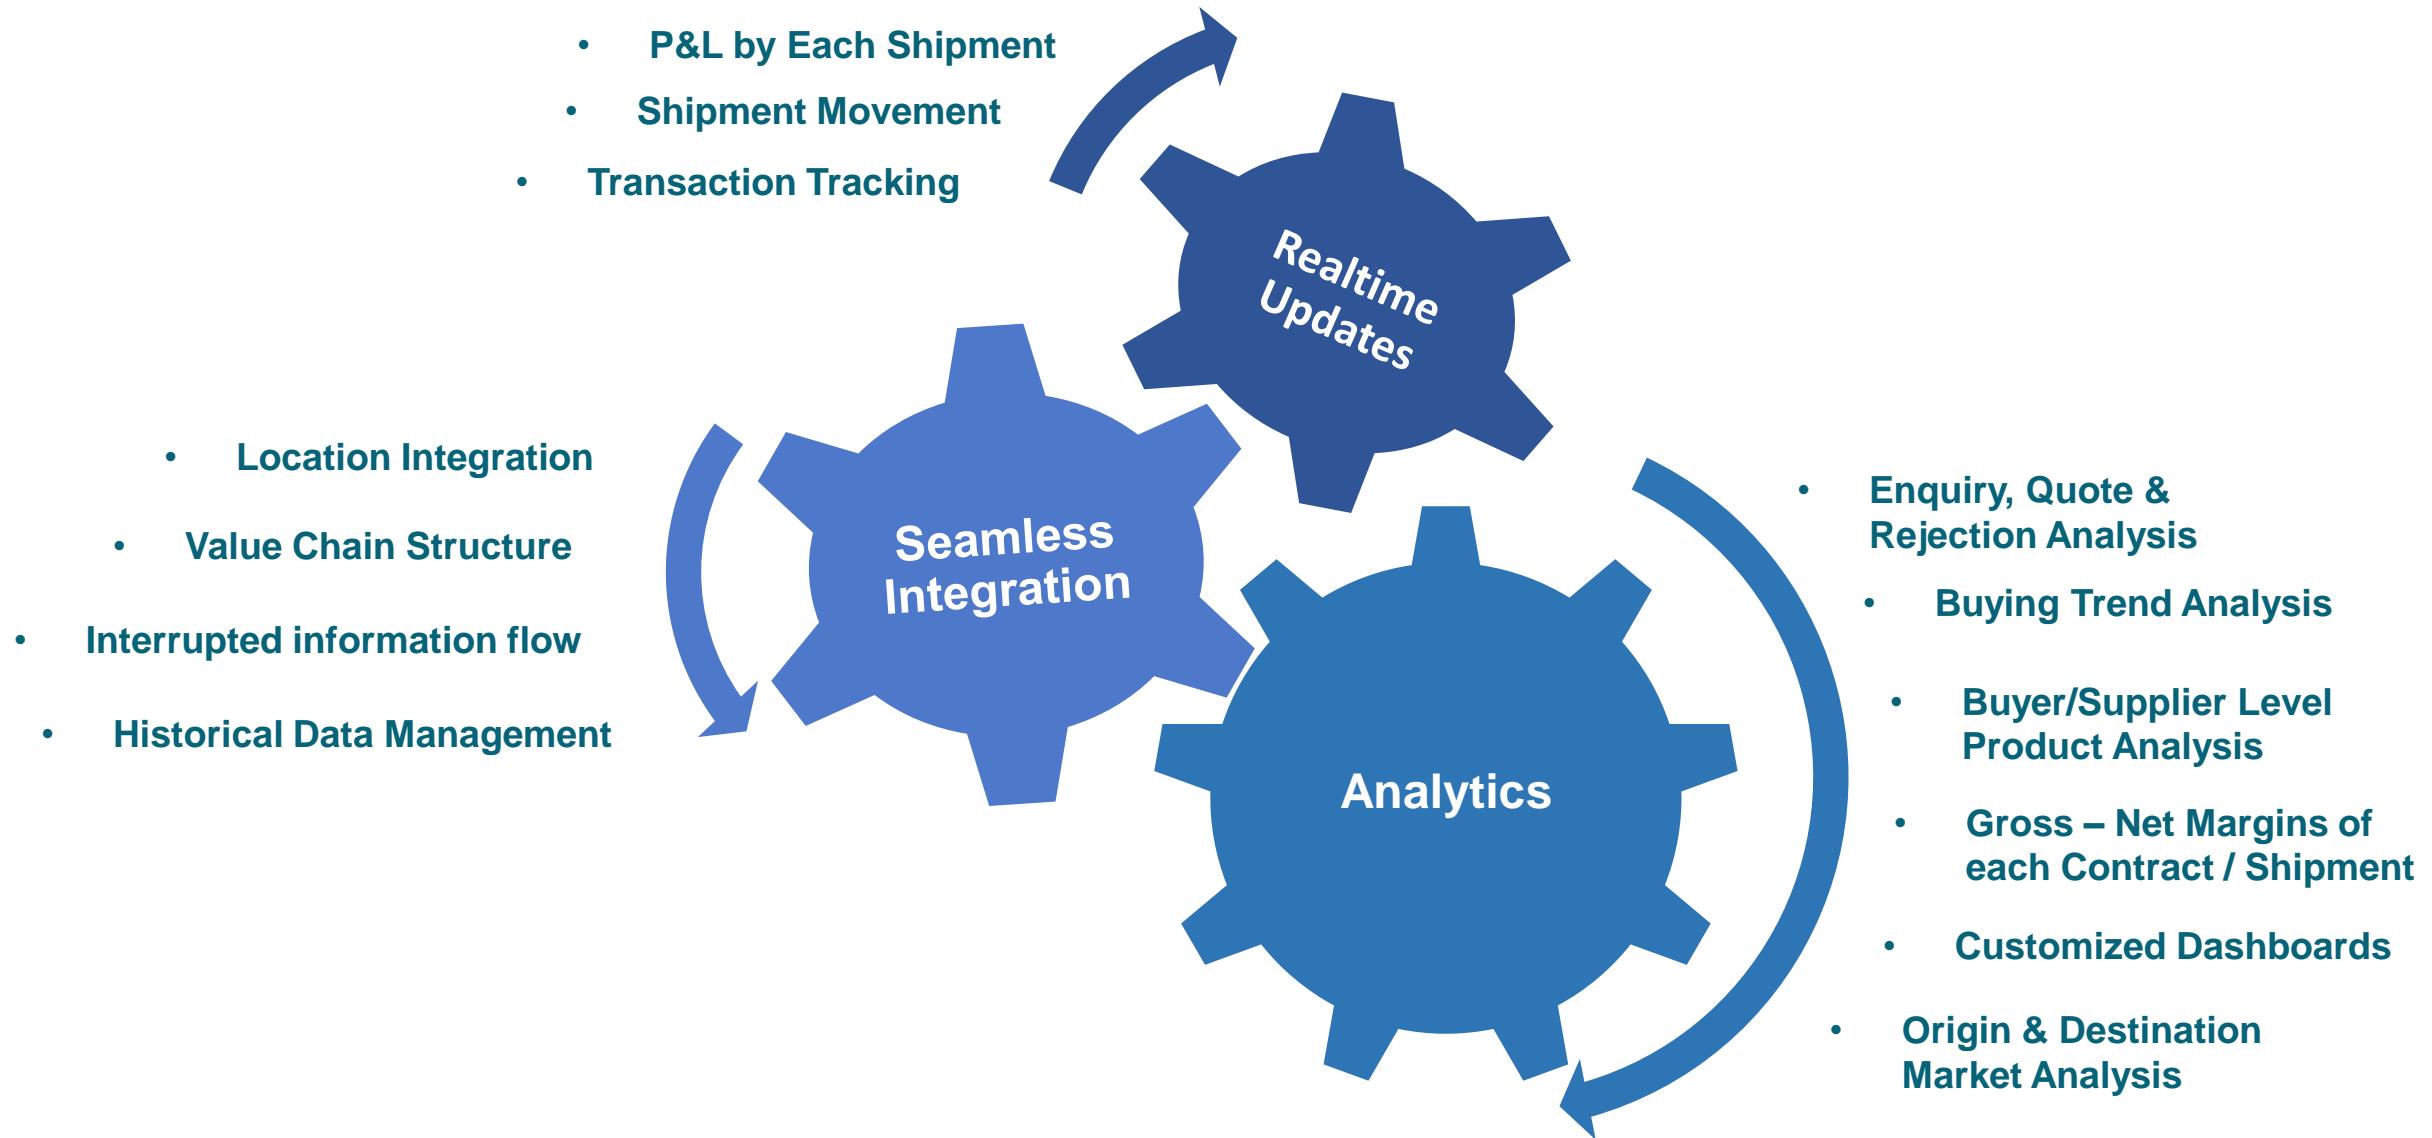 • P&L by Each Shipment
• Shipment Movement
• Transaction Tracking
Realtime
Updates
• Location Integration
• Value Chain Structure
• Interrupted information flow
• Historical Data Management
Seamless
Integration
Analytics
• Enquiry, Quote &
Rejection Analysis
• Buying Trend Analysis
• Buyer/Supplier Level
Product Analysis
• Gross – Net Margins of
each Contract / Shipment
• Customized Dashboards
• Origin & Destination
Market Analysis